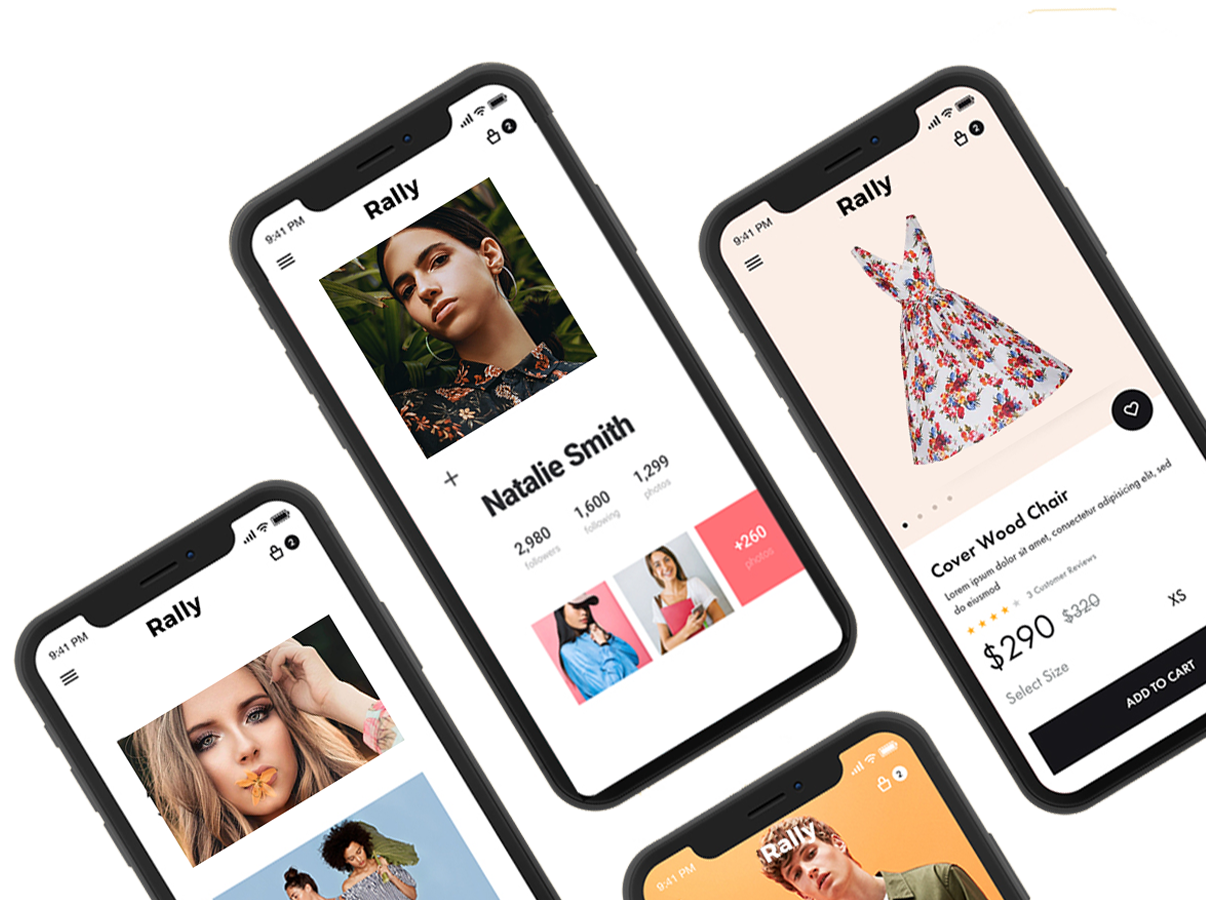 2
Rally
9:41 PM
Natalie Smith
2,980
followers
1,600
following
1,299
photos
+260
photos
2
Rally
9:41 PM
Cover Wood Chair
Lorem ipsum dolor sit amet, consectetur adipisicing elit, sed
do eiusmod
3 Customer Reviews
$290 $320
Select Size
XS
ADD TO CART
2
Rally
9:41 PM
2
Rally
9:41 PM